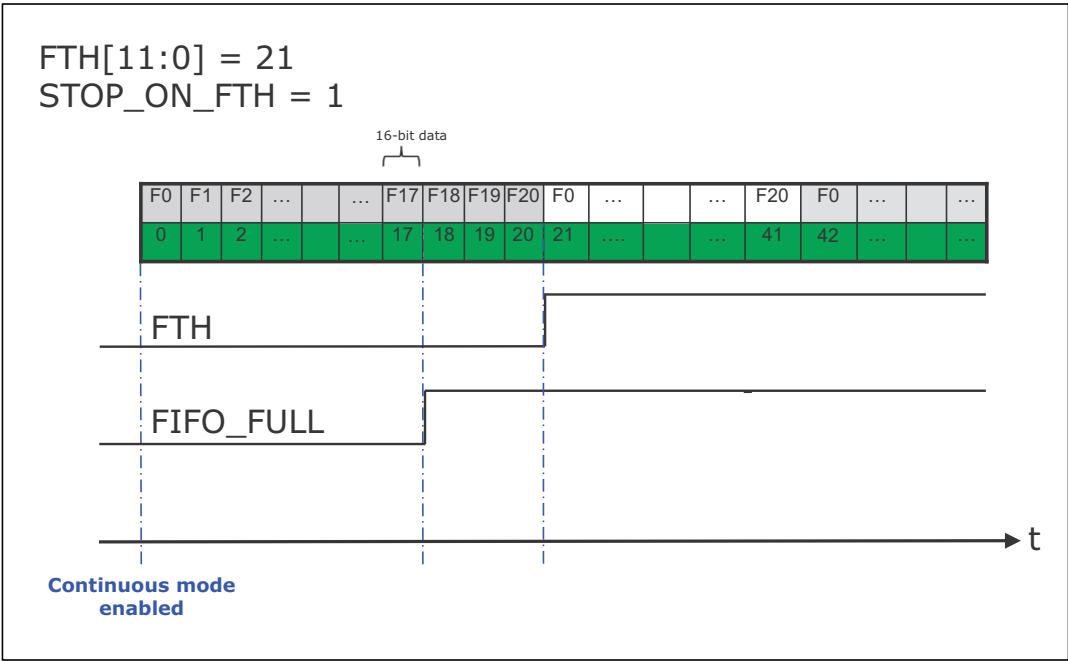 FTH[11:0] = 21
STOP_ON_FTH = 1
16-bit data
F0 F1 F2 ... ... F17 F18 F19 F20 F0 ... ... F20 F0 ... ...
0 1 2 ... ... 17 18 19 20 21 .... ... 41 42 ... ...
FTH
FIFO_FULL
t
Continuous mode
enabled